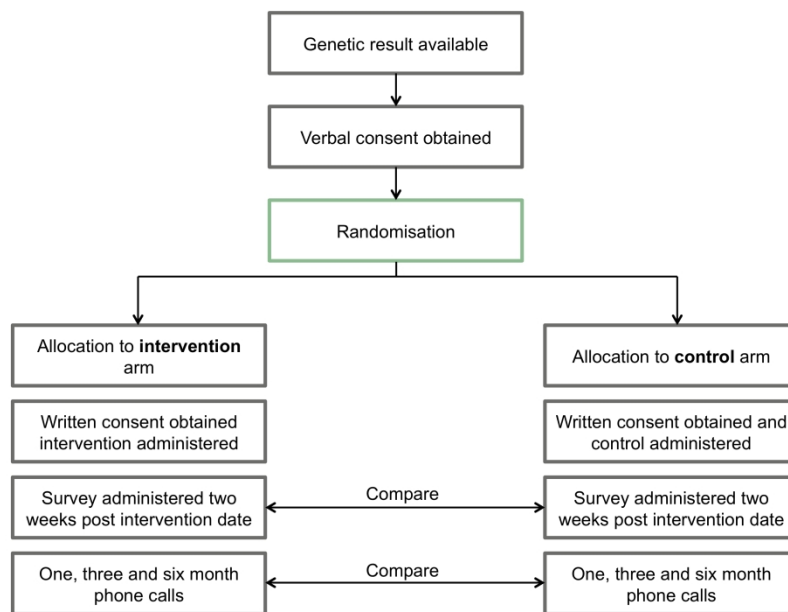 Genetic result available
Verbal consent obtained
Randomisation
Allocation to intervention
arm
Allocation to control arm
Written consent obtained
intervention administered
Written consent obtained and
control administered
Survey administered two
weeks post intervention date
Compare
Survey administered two
weeks post intervention date
One, three and six month
phone calls
Compare
One, three and six month
phone calls